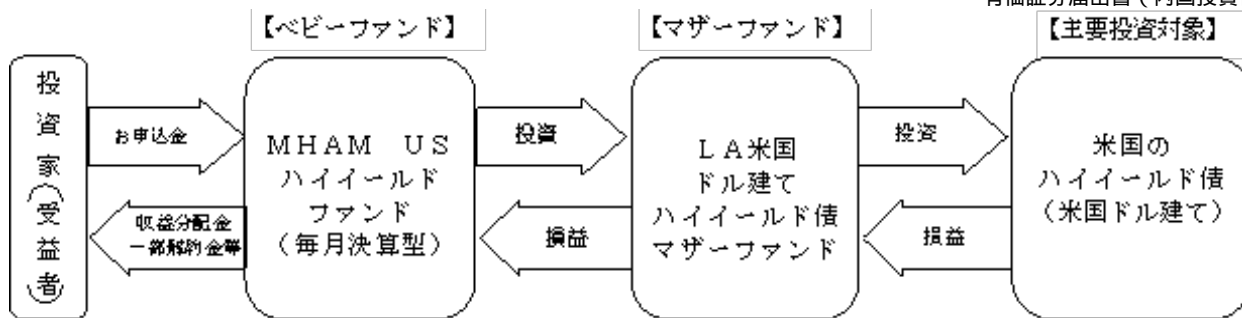 有価証券届出書（内国投資
【ベビーファンド】
【マザーファンド】
【主要投資対象】
投資家（受益者）
お申込金
収益分配金
一部解約金等
ＭＨＡＭ　ＵＳ
ハイイールド
ファンド
（毎月決算型）
投資
損益
ＬＡ米国
ドル建て
ハイイールド債
マザーファンド
投資
損益
米国の
ハイイールド債
（米国ドル建て）